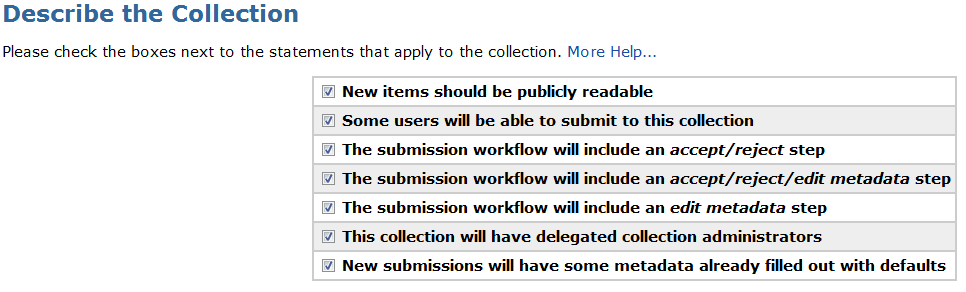 Describe the Collection
Please check the boxes next to the statements that apply to the collection. More Help...
New items should be publicly readable
Some users will be able to submit to this collection
The submission workflow will include an accept/reject step
The submission workflow will include an accept/reject/edit metadata step
The submission workflow will include an edit metadata step
This collection will have delegated collection administrators
New submissions will have some metadata already filled out with defaults